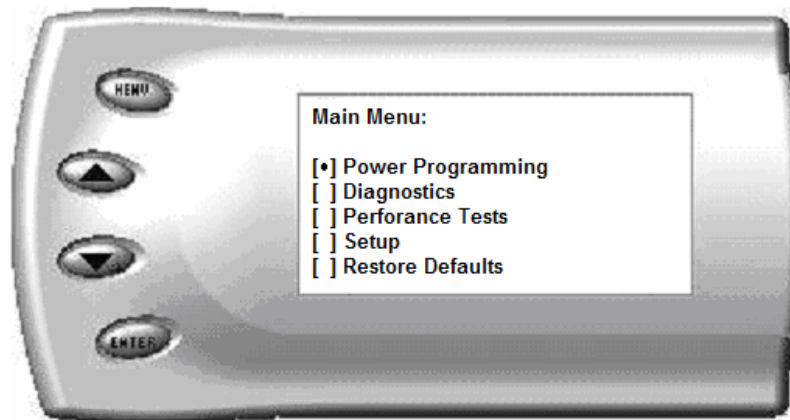 MENU
Main Menu:
[•] Power Programming
[ ] Diagnostics
[ ] Perforance Tests
[ ] Setup
[ ] Restore Defaults
ENTER